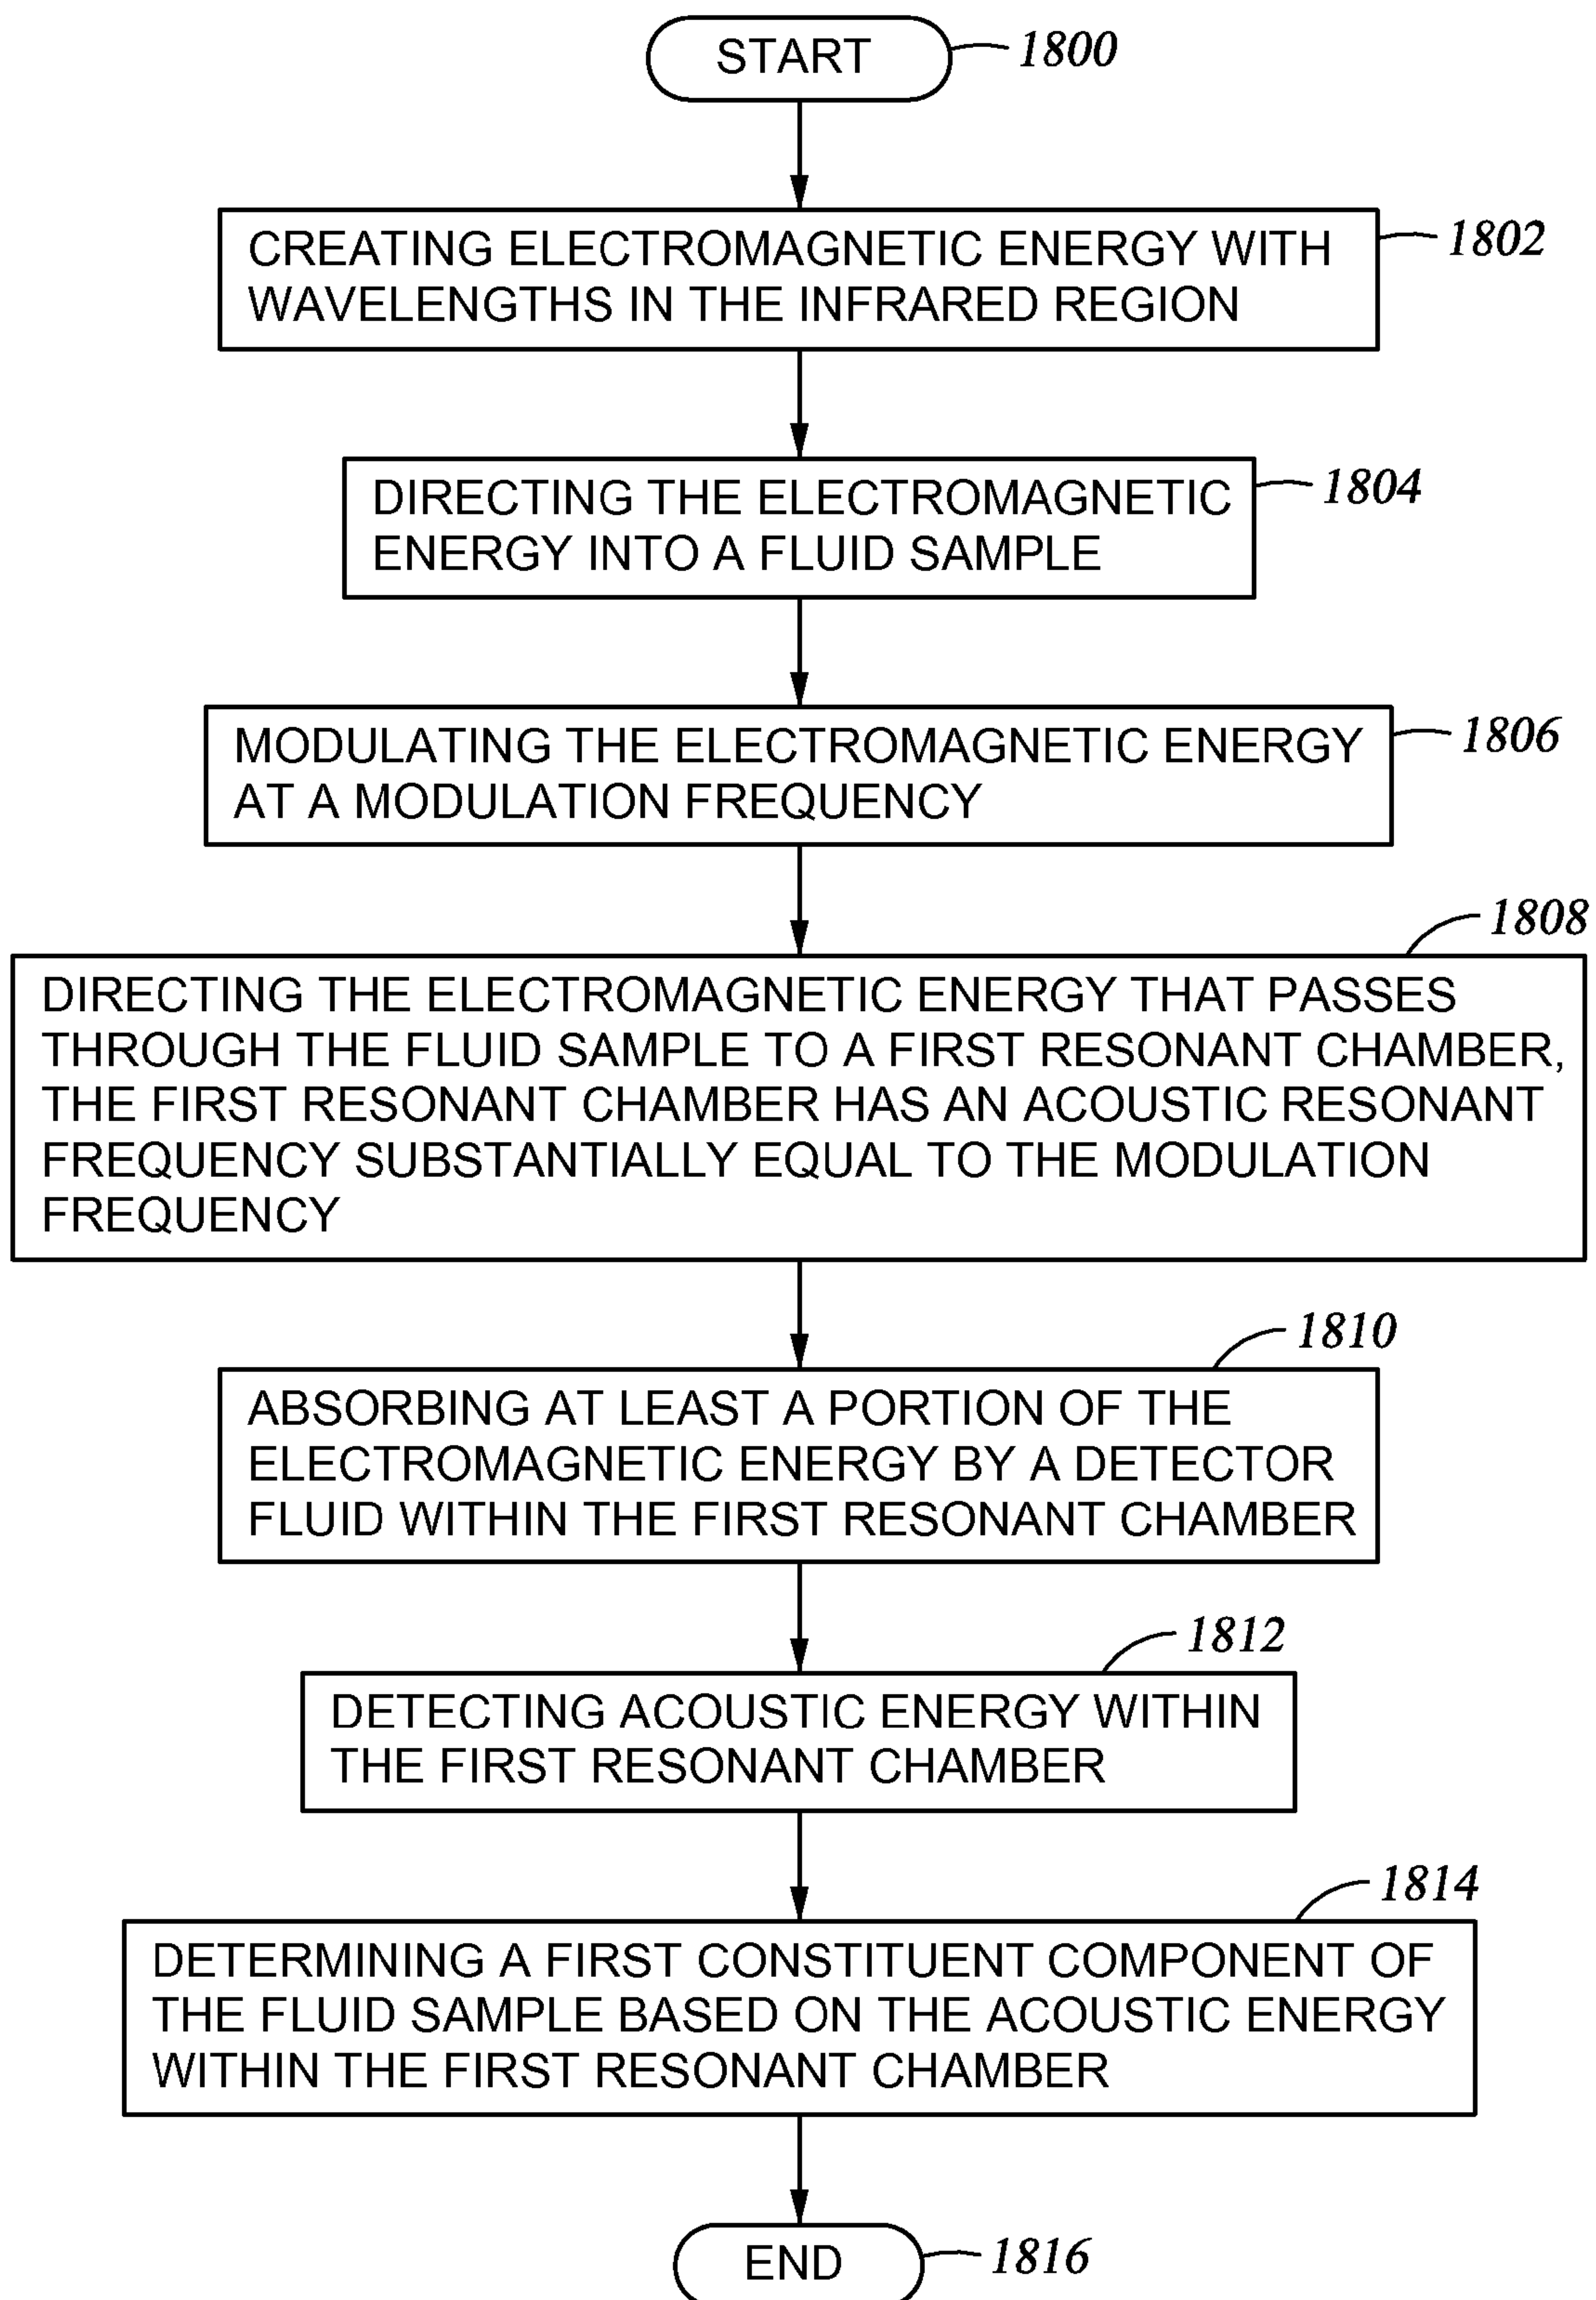 START
1800
CREATING ELECTROMAGNETIC ENERGY WITH
WAVELENGTHS IN THE INFRARED REGION
1802
DIRECTING THE ELECTROMAGNETIC
ENERGY INTO A FLUID SAMPLE
1804
MODULATING THE ELECTROMAGNETIC ENERGY
AT A MODULATION FREQUENCY
1806
1808
DIRECTING THE ELECTROMAGNETIC ENERGY THAT PASSES
THROUGH THE FLUID SAMPLE TO A FIRST RESONANT CHAMBER,
THE FIRST RESONANT CHAMBER HAS AN ACOUSTIC RESONANT
FREQUENCY SUBSTANTIALLY EQUAL TO THE MODULATION
FREQUENCY
1810
ABSORBING AT LEAST A PORTION OF THE
ELECTROMAGNETIC ENERGY BY A DETECTOR
FLUID WITHIN THE FIRST RESONANT CHAMBER
1812
DETECTING ACOUSTIC ENERGY WITHIN
THE FIRST RESONANT CHAMBER
1814
DETERMINING A FIRST CONSTITUENT COMPONENT OF
THE FLUID SAMPLE BASED ON THE ACOUSTIC ENERGY
WITHIN THE FIRST RESONANT CHAMBER
END
1816